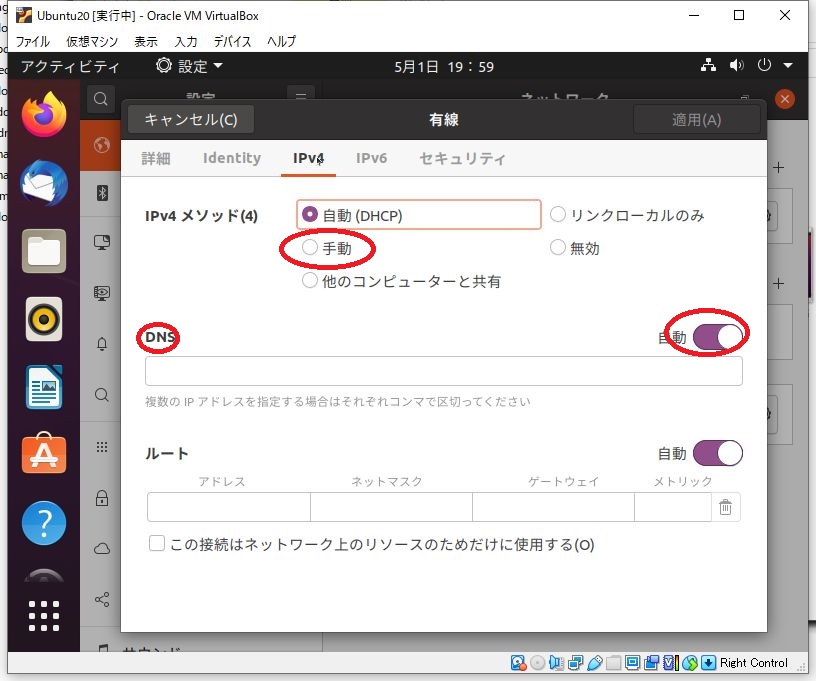 Ubuntu20 [実行中] - Oracle VM VirtualBox
ファイル 仮想マシン 表示 入力 デバイス ヘルプ
アクティビティ 設定 5月1日 19：59
設定 ネットワーク
キャンセル(C) 有線 適用(A)
詳細 Identity IPv4 IPv6 セキュリティ
IPv4 メソッド(4) 自動 (DHCP) リンクローカルのみ
手動 無効
他のコンピューターと共有
DNS 自動
複数の IP アドレスを指定する場合はそれぞれコンマで区切ってください
ルート 自動
アドレス ネットマスク ゲートウェイ メトリック
この接続はネットワーク上のリソースのためだけに使用する(O)
サウンド
Right Control